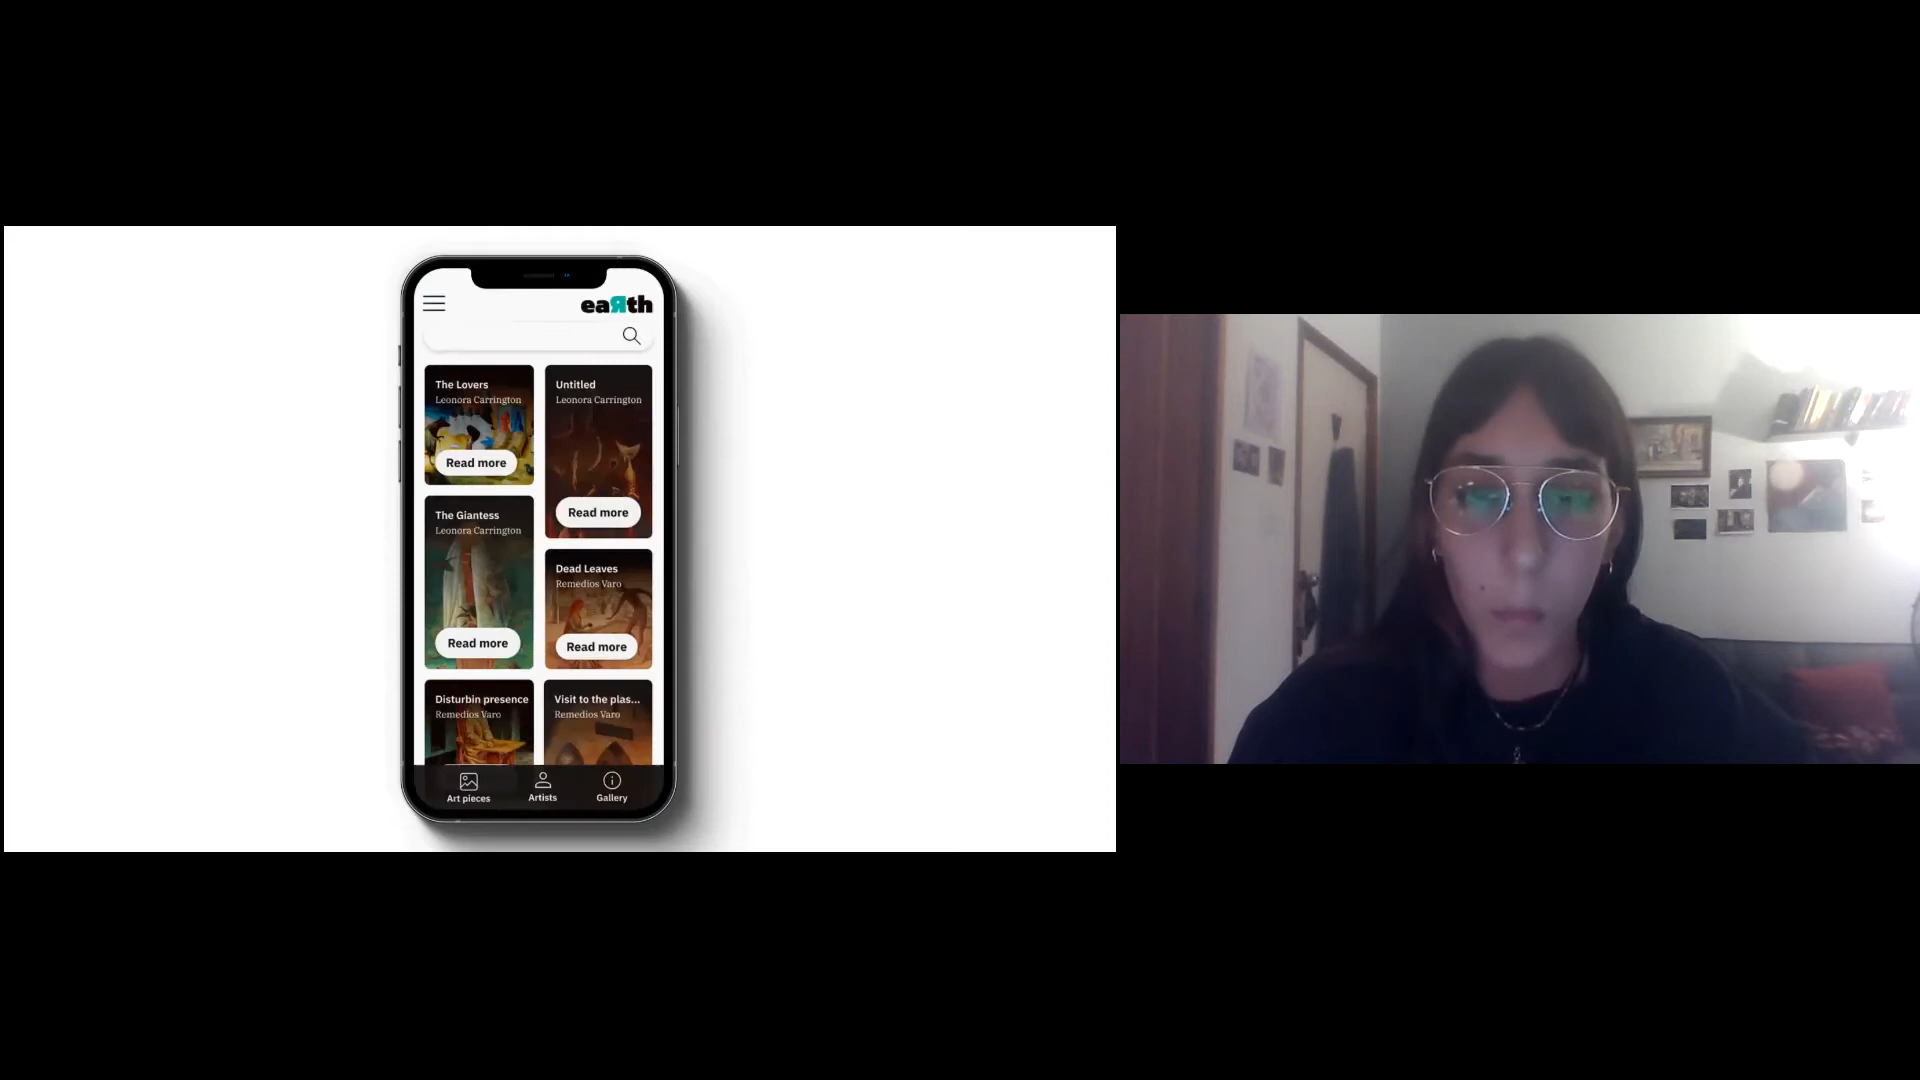 eaЯth
The Lovers
Leonora Carrington
Read more
Untitled
Leonora Carrington
Read more
The Giantess
Leonora Carrington
Read more
Dead Leaves
Remedios Varo
Read more
Disturbin presence
Remedios Varo
Visit to the plas...
Remedios Varo
Art pieces
Artists
Gallery